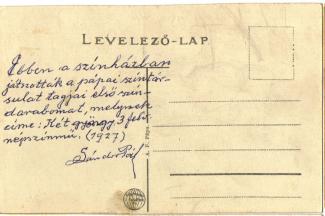 LEVELEZŐ-LAP
Ebben a színházban
játszották a pápai színtár-
sulat tagjai első szín-
darabomat, melynek
címe: Két gyöngy 3 felv.
népszínmű. (1927)
Sándor Pál